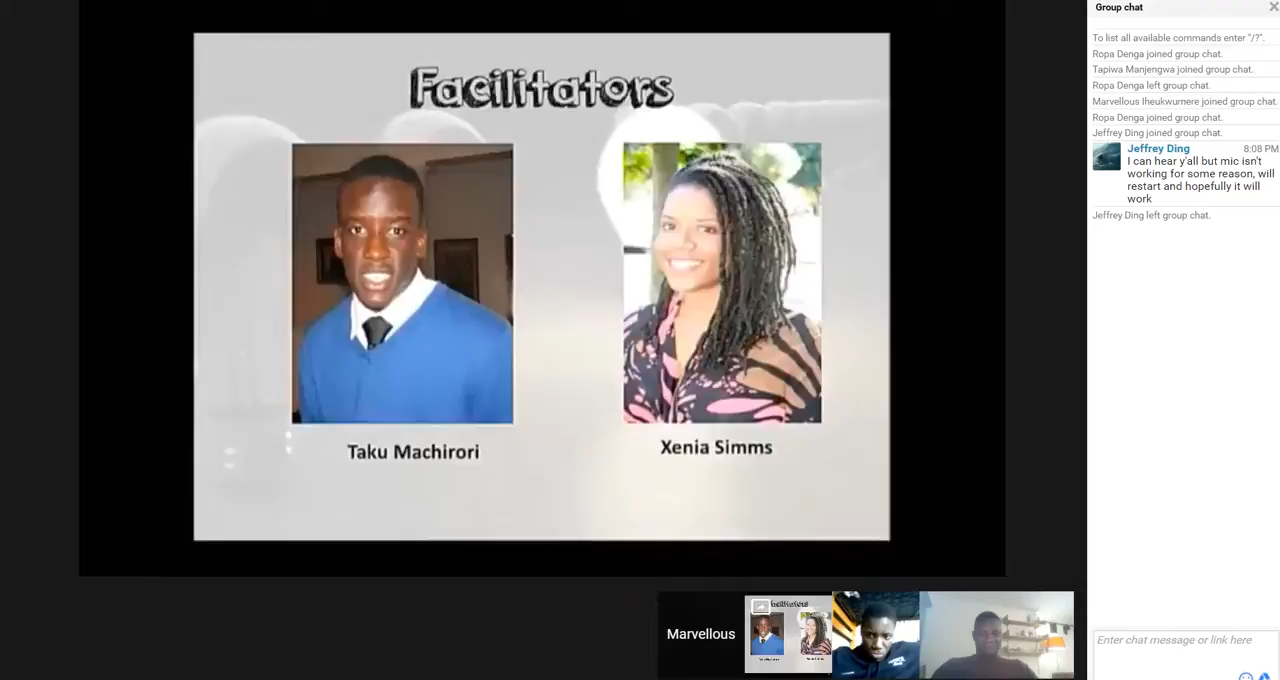 Group chat
To list all available commands enter "/?".
Ropa Denga joined group chat.
Tapiwa Manjengwa joined group chat.
Ropa Denga left group chat.
Marvellous Iheukwumere joined group chat.
Ropa Denga joined group chat.
Jeffrey Ding joined group chat.
Jeffrey Ding 8:08 PM
I can hear y'all but mic isn't
working for some reason, will
restart and hopefully it will
work
Jeffrey Ding left group chat.
Facilitators
Taku Machirori
Xenia Simms
Marvellous
Enter chat message or link here